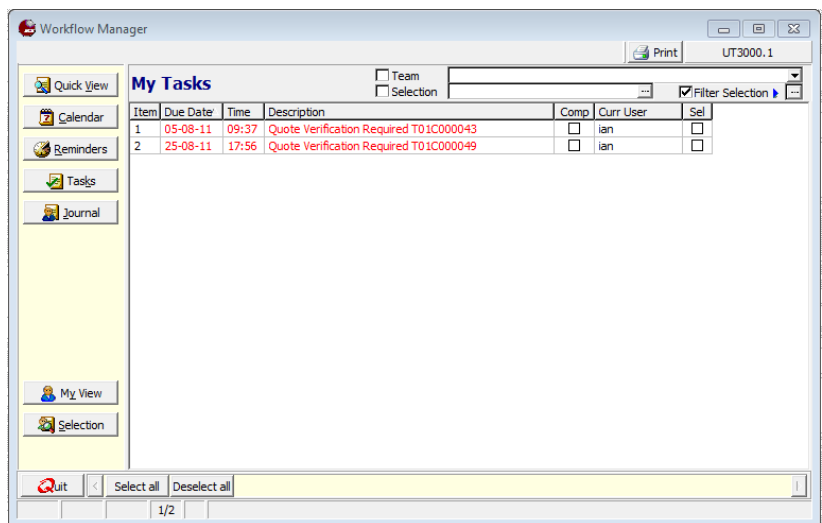 Workflow Manager
Print UT3000.1
Quick View
Calendar
Reminders
Tasks
Journal
My View
Selection
My Tasks
Team
Selection
Filter Selection
Item Due Date Time Description Comp Curr User Sel
1 05-08-11 09:37 Quote Verification Required T01C000043 ian
2 25-08-11 17:56 Quote Verification Required T01C000049 ian
Quit < Select all Deselect all
1/2